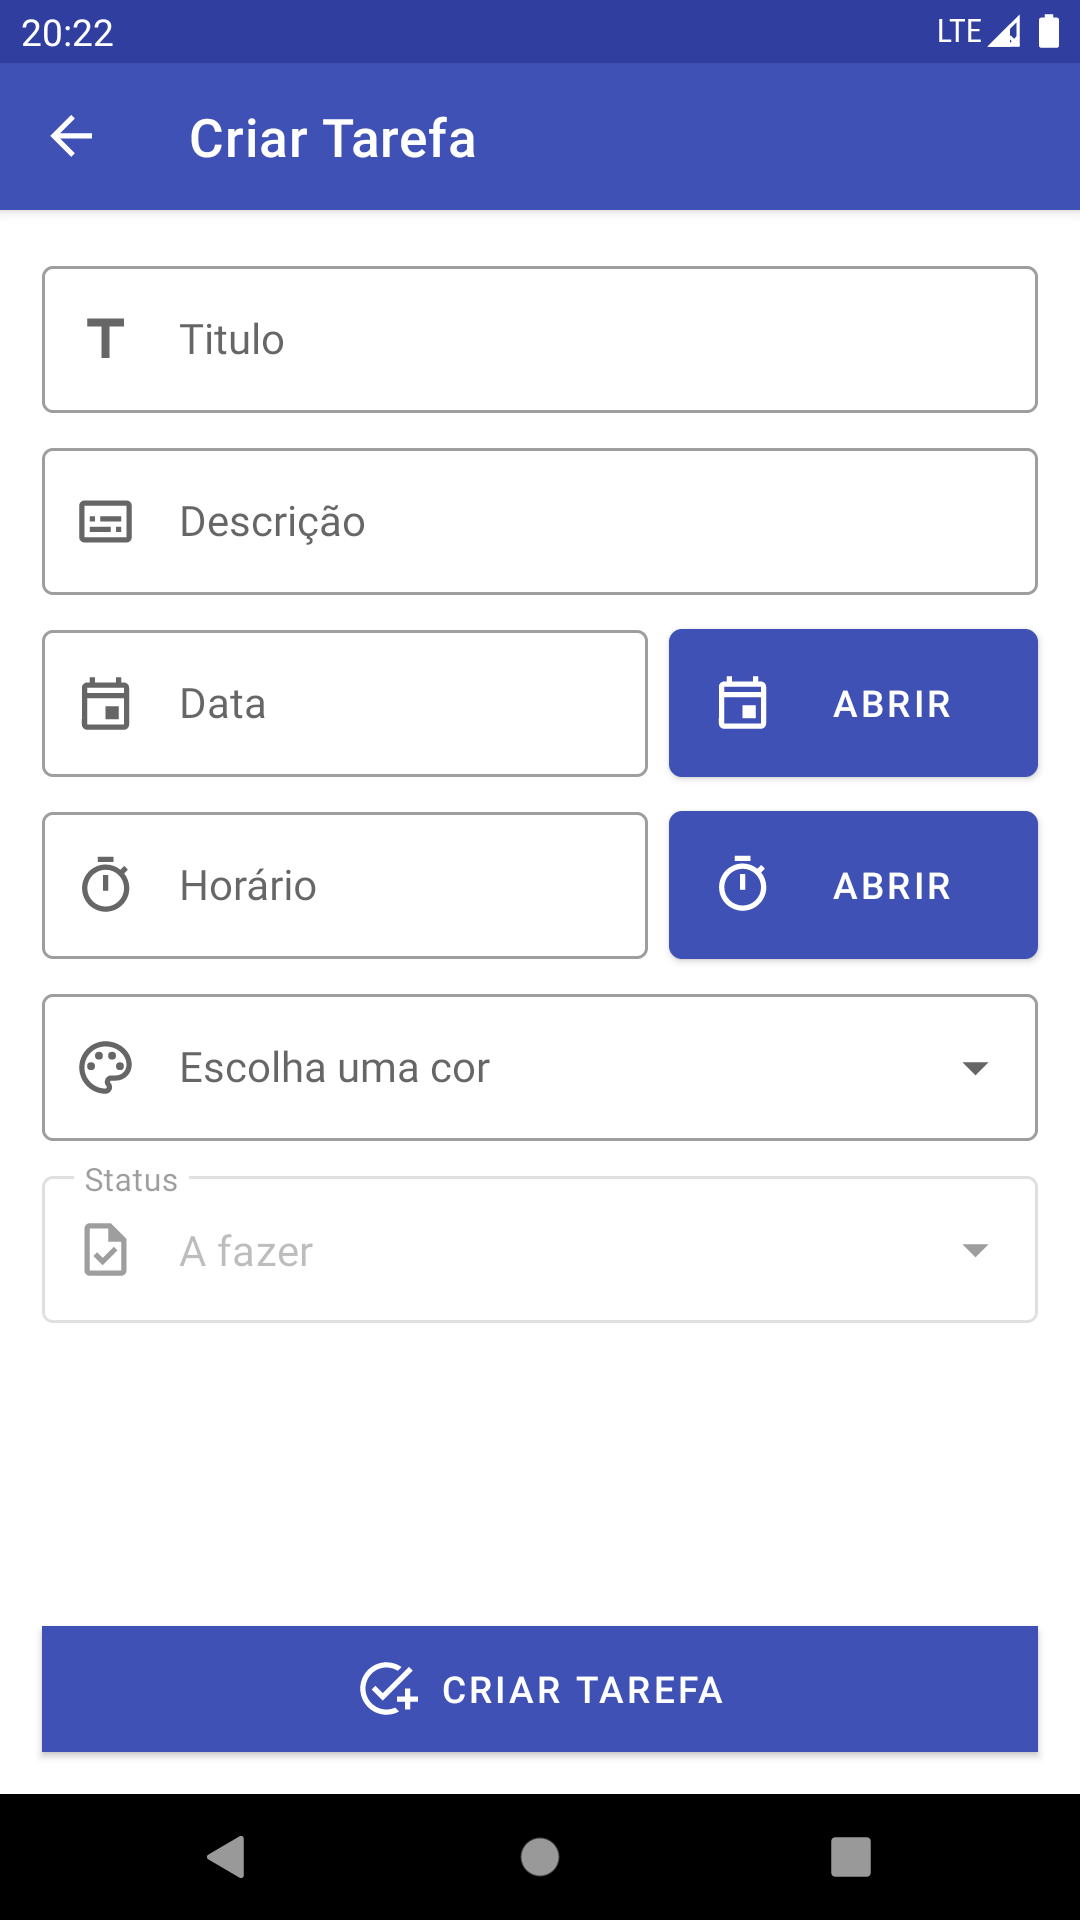 20:22 LTE
Criar Tarefa
Titulo
Descrição
Data ABRIR
Horário ABRIR
Escolha uma cor
Status
A fazer
CRIAR TAREFA